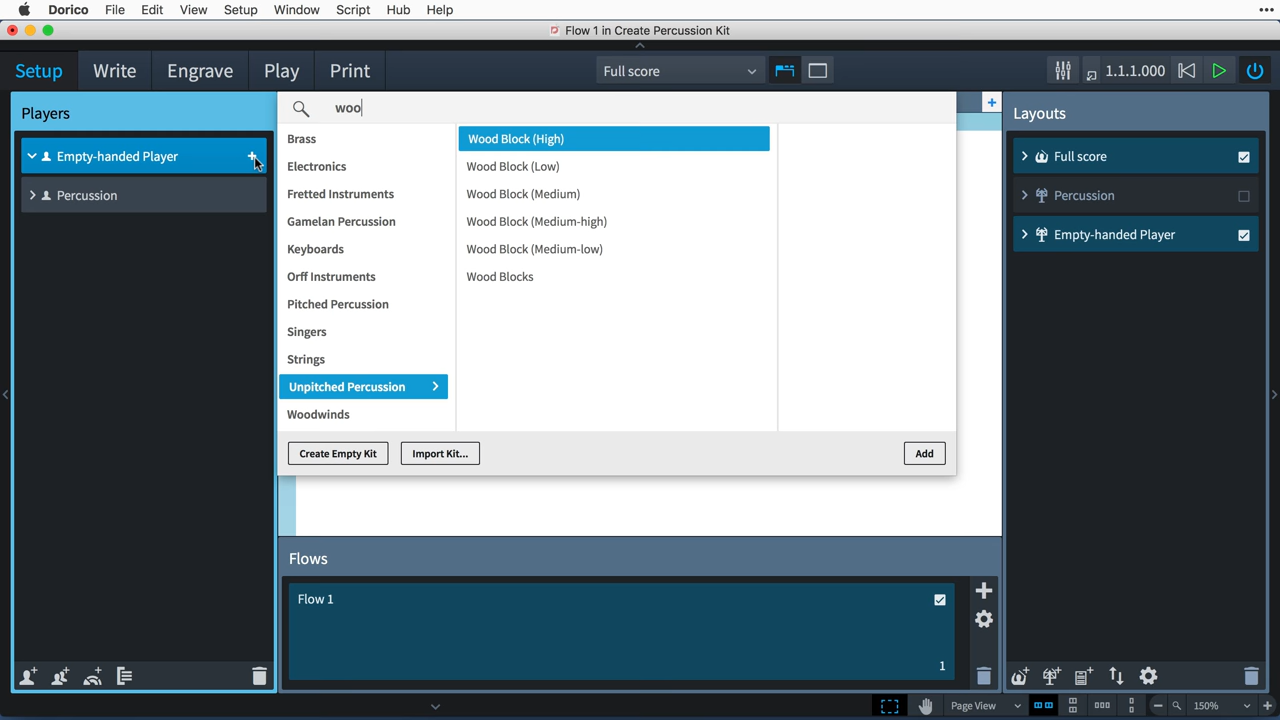 Dorico File Edit View Setup Window Script Hub Help
Flow 1 in Create Percussion Kit
Setup Write Engrave Play Print Full score 1.1.1.000
Players
Empty-handed Player
Percussion
woo
Brass
Electronics
Fretted Instruments
Gamelan Percussion
Keyboards
Orff Instruments
Pitched Percussion
Singers
Strings
Unpitched Percussion
Woodwinds
Wood Block (High)
Wood Block (Low)
Wood Block (Medium)
Wood Block (Medium-high)
Wood Block (Medium-low)
Wood Blocks
Create Empty Kit Import Kit... Add
Flows
Flow 1
1
Layouts
Full score
Percussion
Empty-handed Player
Page View 150%